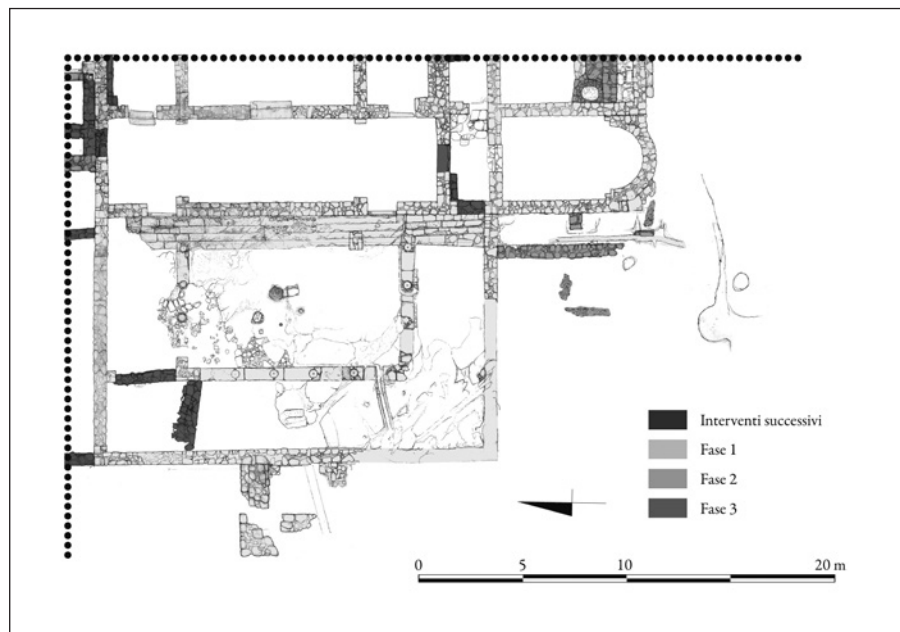 Interventi successivi
Fase 1
Fase 2
Fase 3
0 5 10 20 m